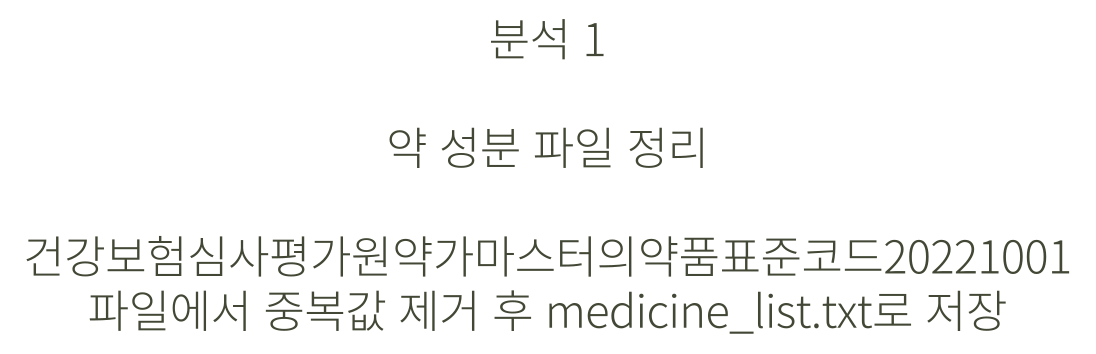 분석 1
약 성분 파일 정리
건강보험심사평가원약가마스터의약품표준코드20221001
파일에서 중복값 제거 후 medicine_list.txt로 저장